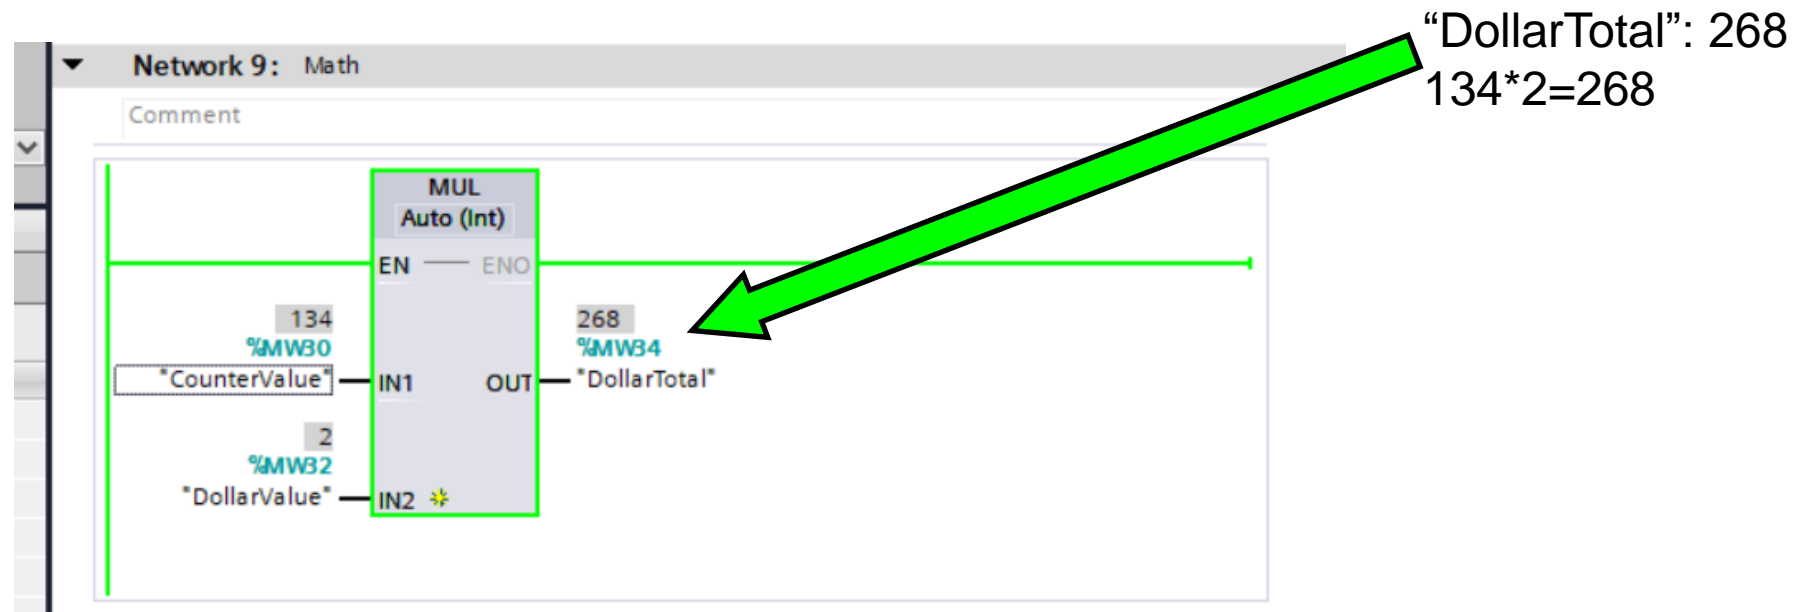 “DollarTotal”: 268
134*2=268
Network 9: Math
Comment
MUL
Auto (Int)
EN ENO
134
%MW30
"CounterValue" IN1
268
%MW34
OUT "DollarTotal"
2
%MW32
"DollarValue" IN2